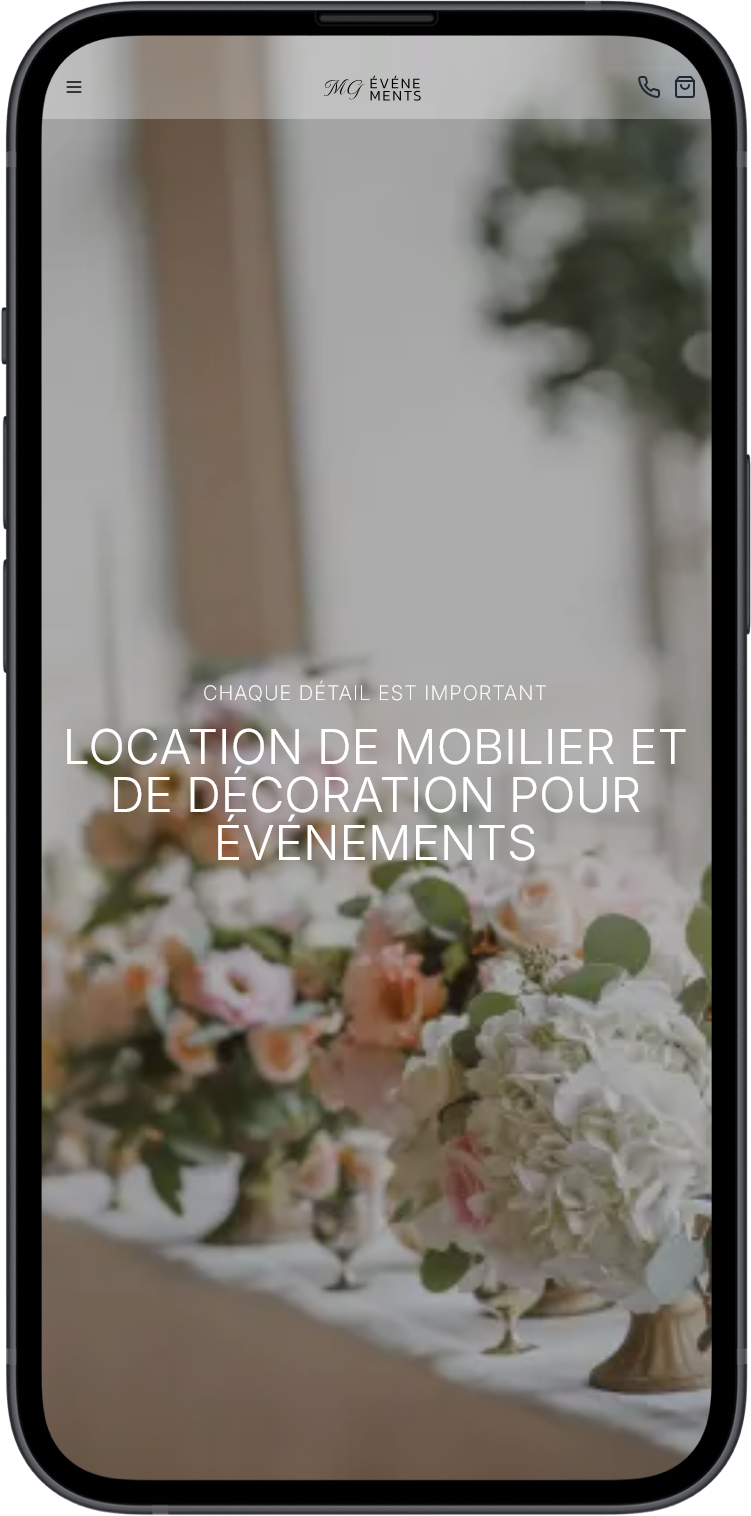 MG ÉVÉNE
MENTS
CHAQUE DÉTAIL EST IMPORTANT
LOCATION DE MOBILIER ET
DE DÉCORATION POUR
ÉVÉNEMENTS